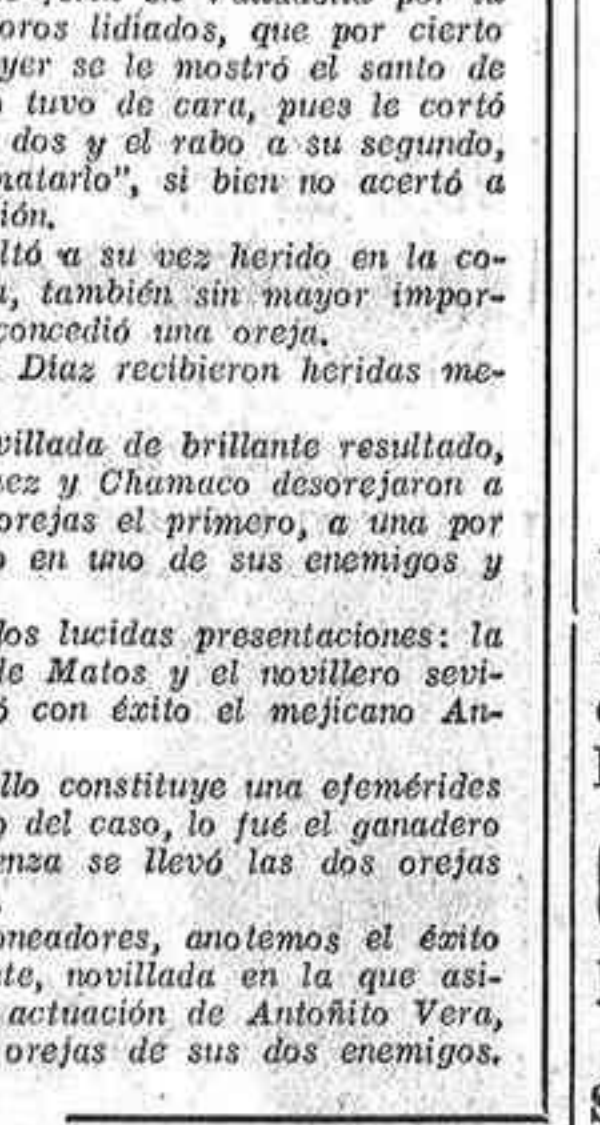 oros lidiados, que por cierto
yer se le mostró el santo de
tuvo de cara, pues le cortó
dos y el rabo a su segundo,
matarlo", si bien no acertó a
ión.
ltó a su vez herido en la co-
a, también sin mayor impor-
concedió una oreja.
Díaz recibieron heridas me-
villada de brillante resultado,
ez y Chamaco desorejaron a
orejas el primero, a una por
o en uno de sus enemigos y
dos lucidas presentaciones: la
de Matos y el novillero sevi-
ó con éxito el mejicano An-
llo constituye una efemérides
o del caso, lo fué el ganadero
enza se llevó las dos orejas
oneadores, anotemos el éxito
te, novillada en la que asi-
actuación de Antoñito Vera,
orejas de sus dos enemigos.